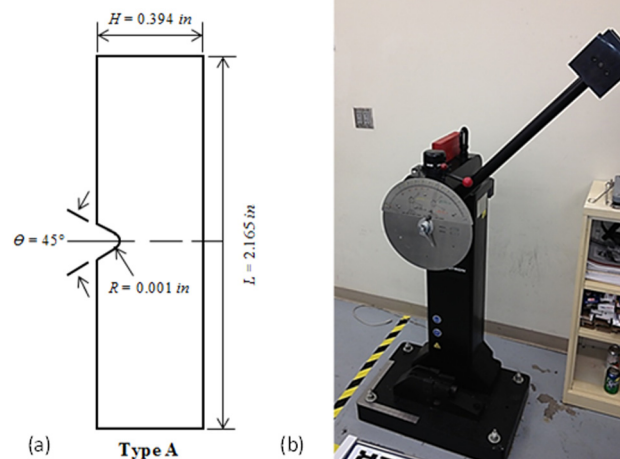 H = 0.394 in
Θ = 45°
R = 0.001 in
L = 2.165 in
(a)
Type A
(b)